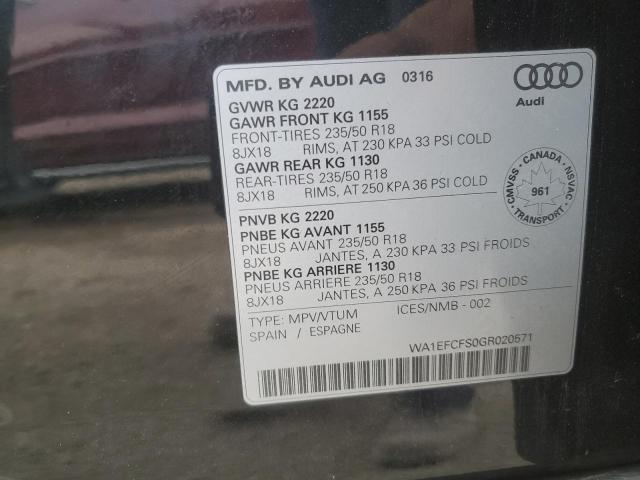 MFD. BY AUDI AG 0316
Audi
GVWR KG 2220
GAWR FRONT KG 1155
FRONT-TIRES 235/50 R18
8JX18 RIMS, AT 230 KPA 33 PSI COLD
GAWR REAR KG 1130
REAR-TIRES 235/50 R18
8JX18 RIMS, AT 250 KPA 36 PSI COLD
CMVSS - CANADA - NSVAC
961
TRANSPORT
PNVB KG 2220
PNBE KG AVANT 1155
PNEUS AVANT 235/50 R18
8JX18 JANTES, A 230 KPA 33 PSI FROIDS
PNBE KG ARRIERE 1130
PNEUS ARRIERE 235/50 R18
8JX18 JANTES, A 250 KPA 36 PSI FROIDS
TYPE: MPV/VTUM ICES/NMB - 002
SPAIN / ESPAGNE
WA1EFCFS0GR020571